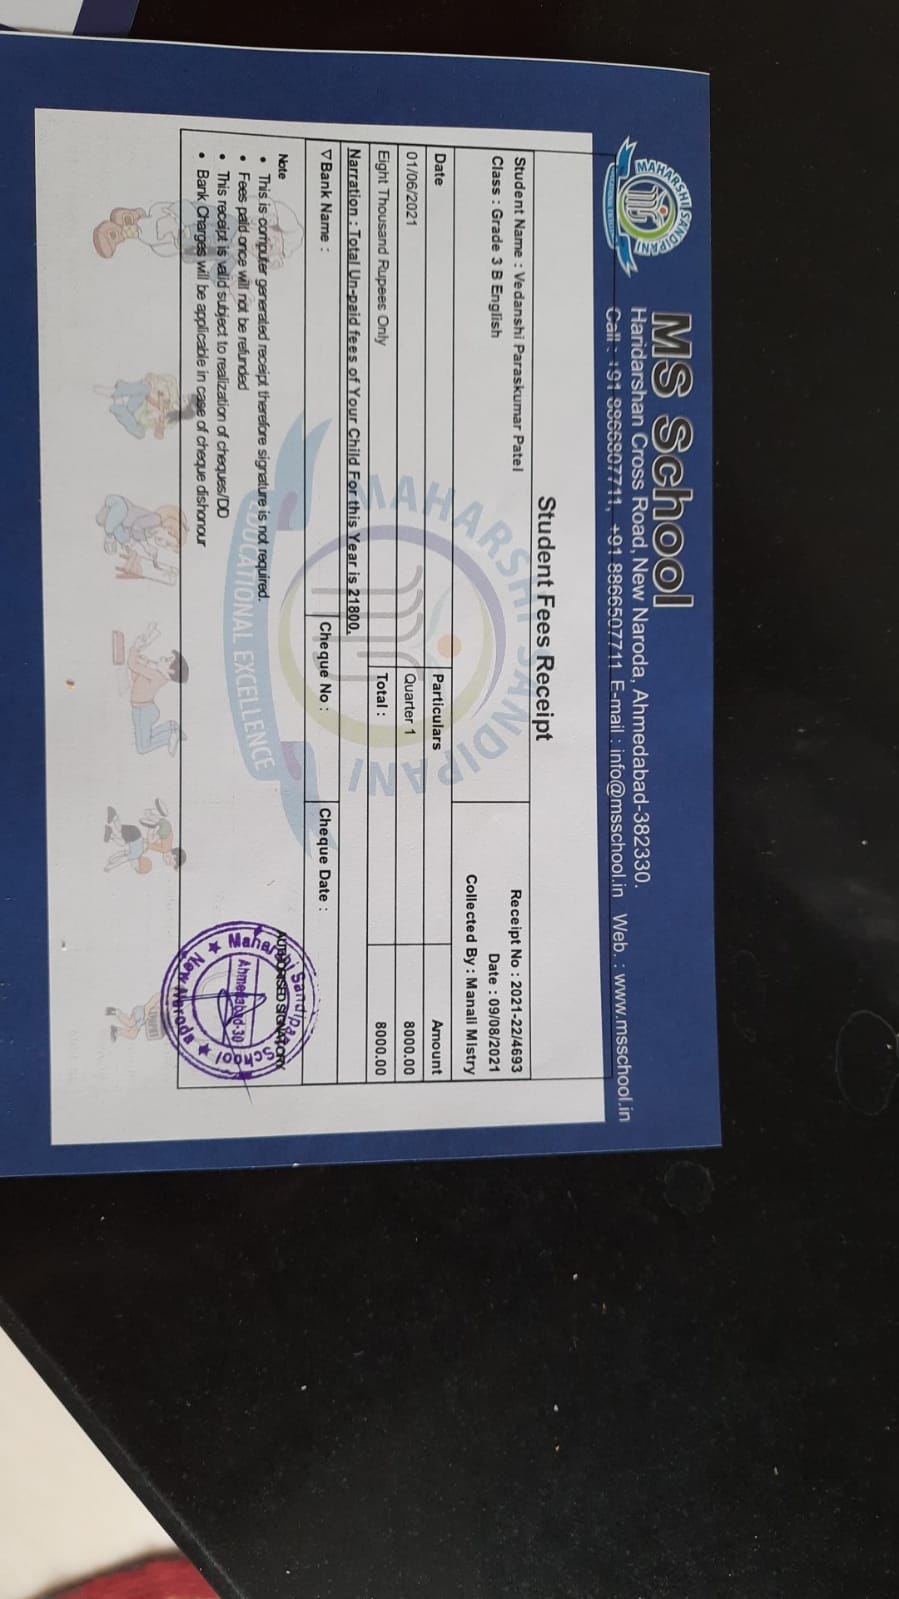 MAHARSHI SANDIPANI
EDUCATIONAL EXCELLENCE
MS School
Haridarshan Cross Road, New Naroda, Ahmedabad-382330.
Call : +91 9866907711, +91 8866507711 E-mail : info@msschool.in Web. : www.msschool.in
Student Fees Receipt
Student Name : Vedanshi Paraskumar Patel Receipt No : 2021-22/4693
Class : Grade 3 B English Date : 09/08/2021
Collected By : Manali Mistry
Date Particulars Amount
01/06/2021 Quarter 1 8000.00
Eight Thousand Rupees Only Total : 8000.00
Narration : Total Un-paid fees of Your Child For this Year is 21800.
∇ Bank Name : Cheque No : Cheque Date :
Note
AUTHORISED SIGNATORY
• This is computer generated receipt therefore signature is not required.
• Fees paid once will not be refunded
• This receipt is valid subject to realization of cheques/DD
• Bank Charges will be applicable in case of cheque dishonour
MAHARSHI SANDIPANI
EDUCATIONAL EXCELLENCE
Maharshi Sandipani School
Ahmedabad-30
★ New Naroda ★